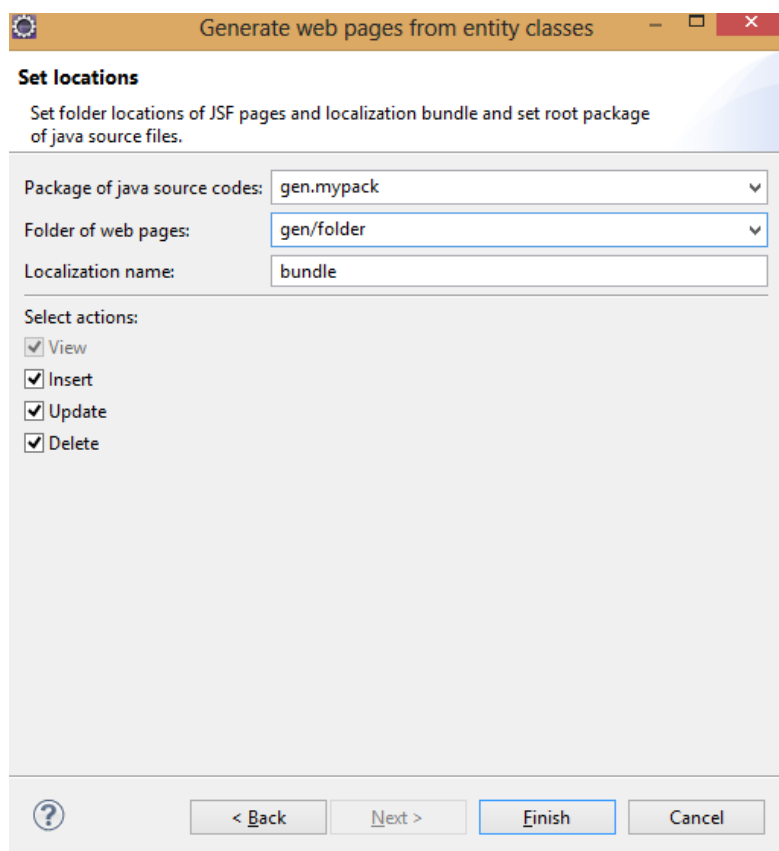 Generate web pages from entity classes
Set locations
Set folder locations of JSF pages and localization bundle and set root package
of java source files.
Package of java source codes: gen.mypack
Folder of web pages: gen/folder
Localization name: bundle
Select actions:
View
Insert
Update
Delete
? < Back Next > Finish Cancel